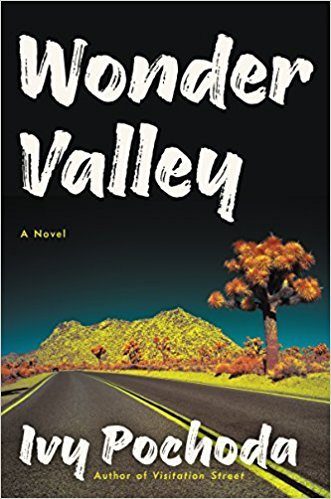 Wonder
Valley
A Novel
Ivy Pochoda
Author of Visitation Street